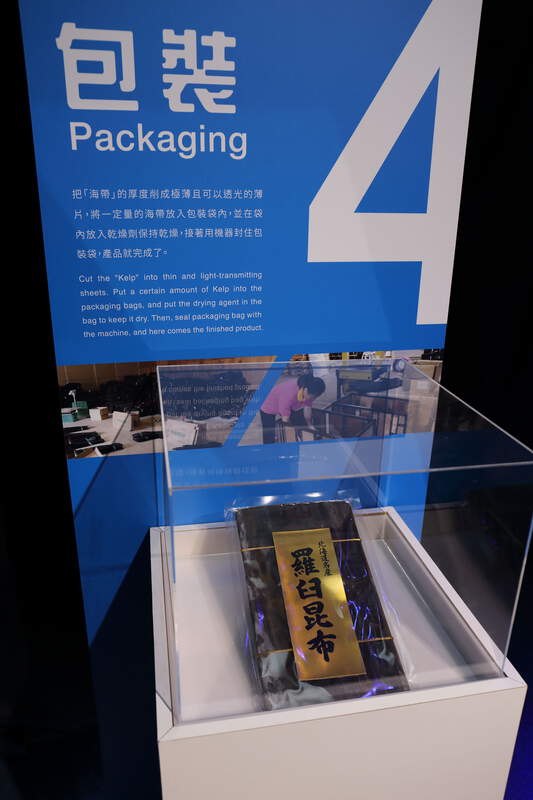 包裝
4
Packaging
把「海帶」的厚度削成極薄且可以透光的薄
片，將一定量的海帶放入包裝袋內，並在袋
內放入乾燥劑保持乾燥，接著用機器封住包
裝袋，產品就完成了。
Cut the "Kelp" into thin and light-transmitting
sheets. Put a certain amount of Kelp into the
packaging bags, and put the drying agent in the
bag to keep it dry. Then, seal packaging bag with
the machine, and here comes the finished product.
北海道名産
羅臼昆布